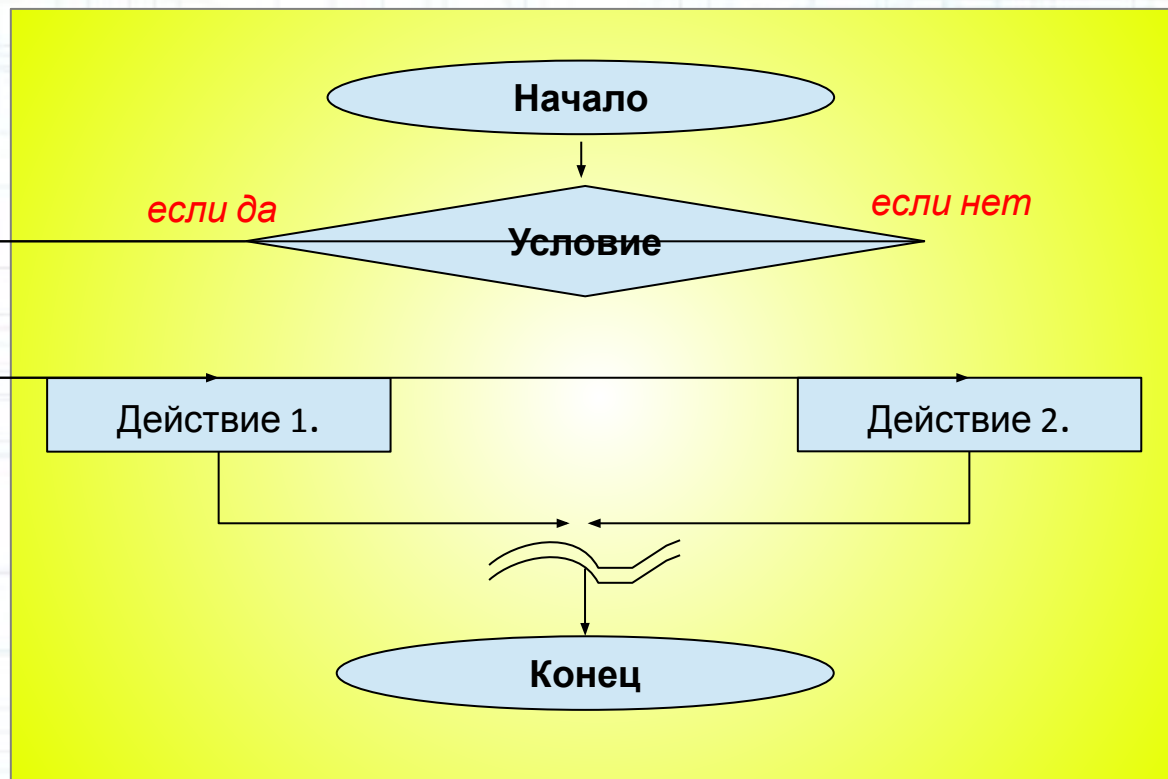 Начало
если да
если нет
Условие
Действие 1.
Действие 2.
Конец